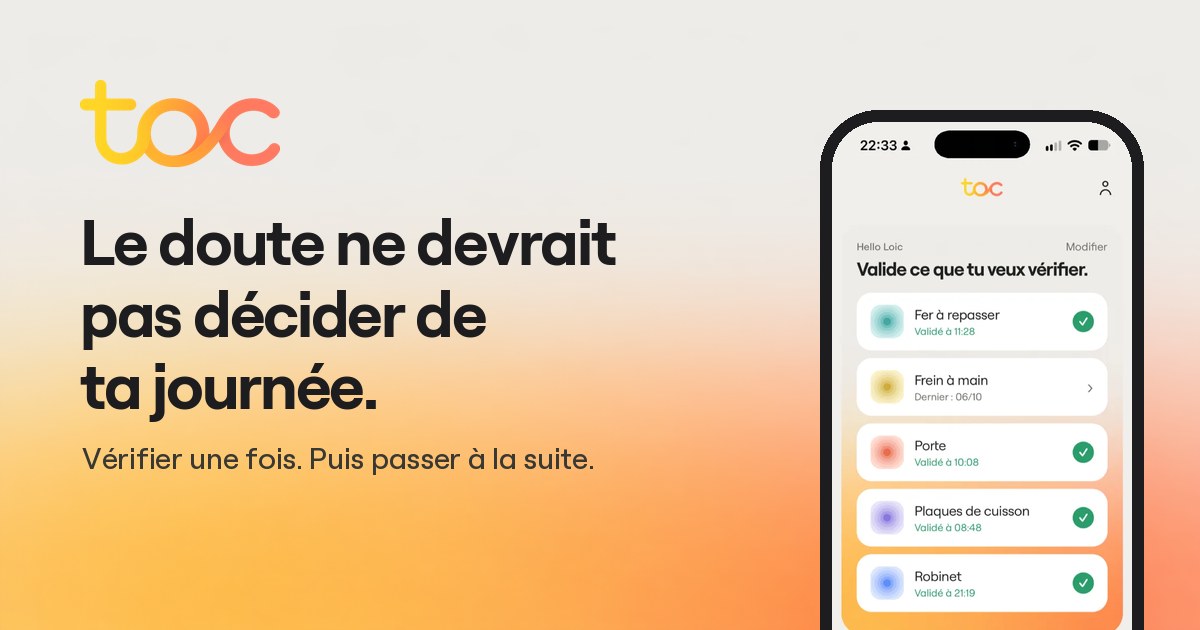 toc
Le doute ne devrait
pas décider de
ta journée.
Vérifier une fois. Puis passer à la suite.
22:33
toc
Hello Loic
Modifier
Valide ce que tu veux vérifier.
Fer à repasser
Validé à 11:28
Frein à main
Dernier : 06/10
Porte
Validé à 10:08
Plaques de cuisson
Validé à 08:48
Robinet
Validé à 21:19